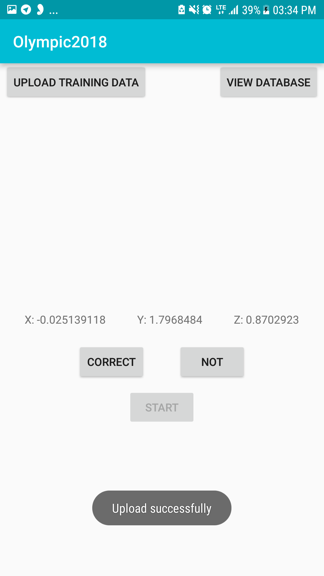 ... LTE 39% 03:34 PM
Olympic2018
UPLOAD TRAINING DATA VIEW DATABASE
X: -0.025139118 Y: 1.7968484 Z: 0.8702923
CORRECT NOT
START
Upload successfully